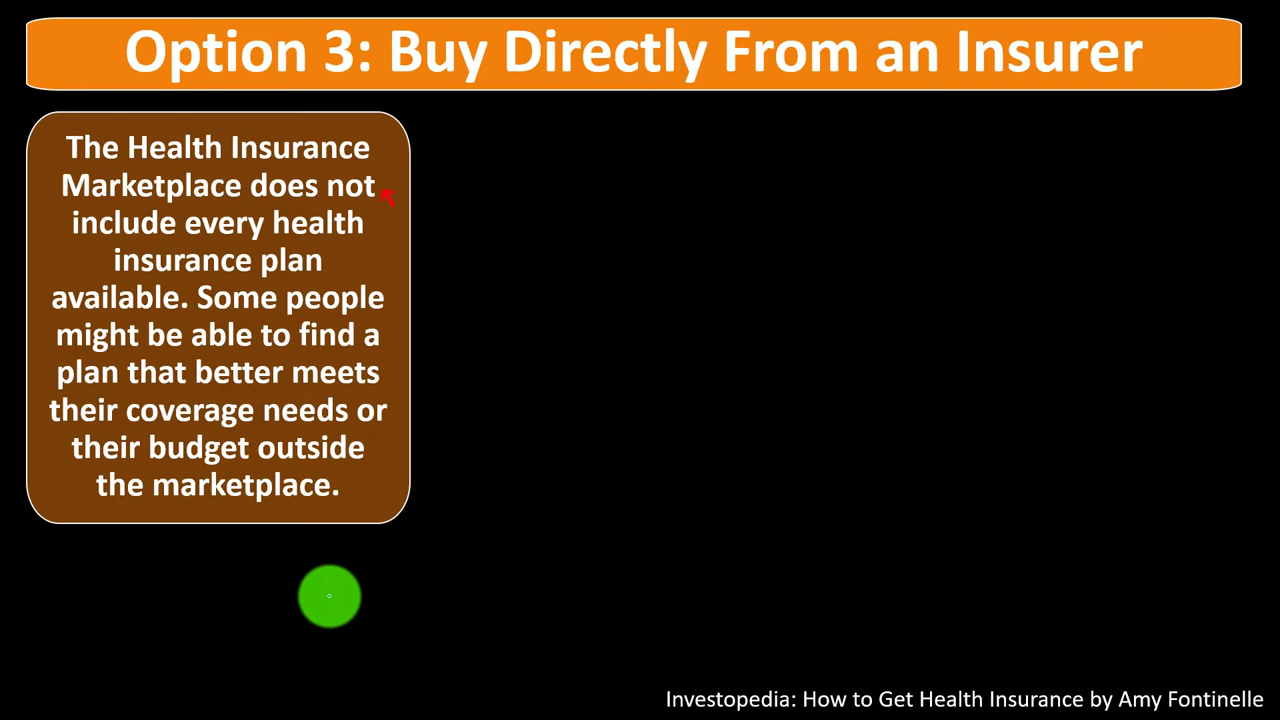 Option 3: Buy Directly From an Insurer
The Health Insurance
Marketplace does not
include every health
insurance plan
available. Some people
might be able to find a
plan that better meets
their coverage needs or
their budget outside
the marketplace.
Investopedia: How to Get Health Insurance by Amy Fontinelle